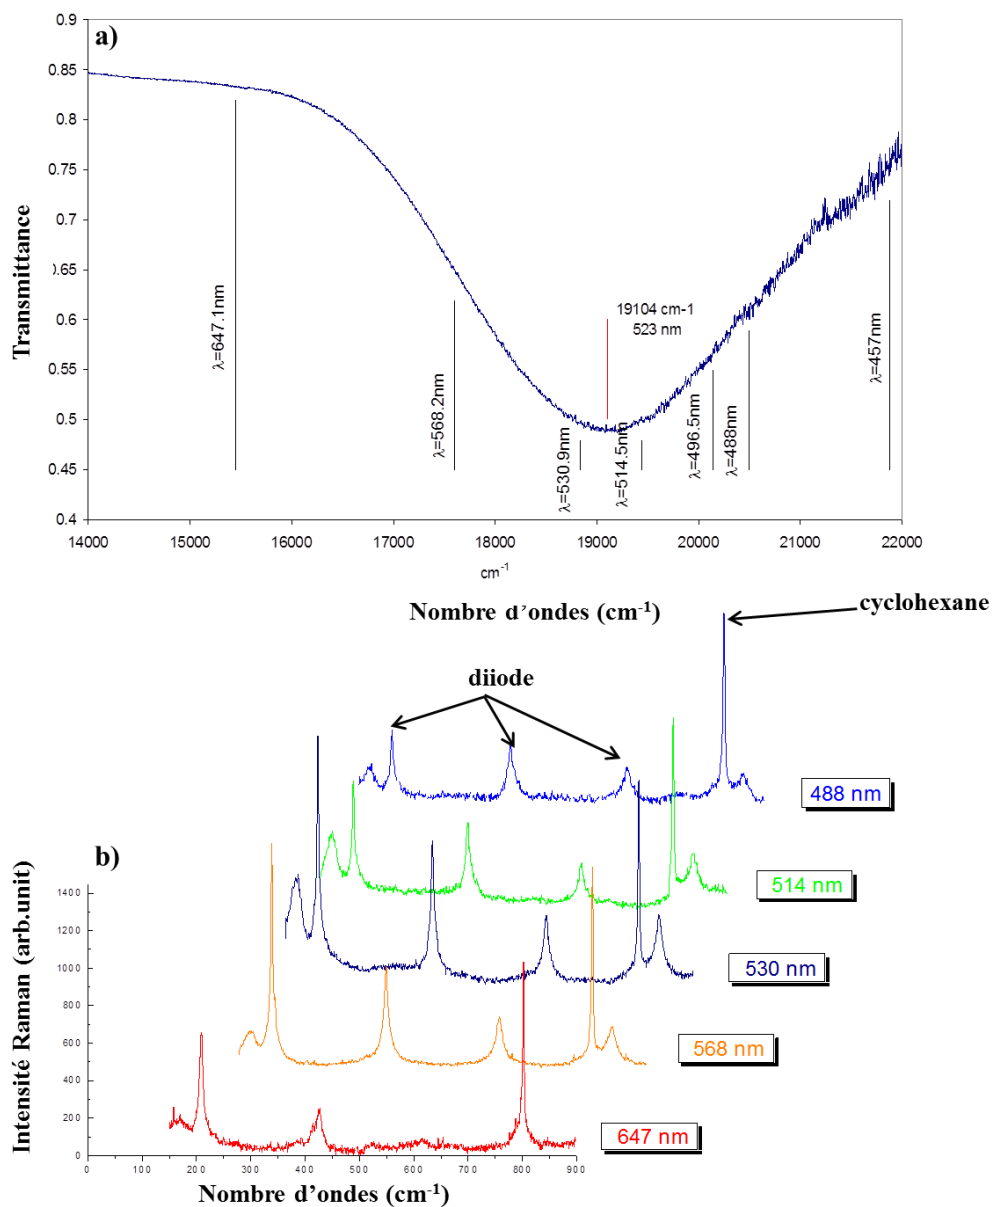 a)
0.9
).85
0.8
).75
0.7
).65
0.6
).55
0.5
).45
0.4
Transmittance
λ=647.1nm
λ=568.2nm
λ=530.9nm
19104 cm-1
523 nm
λ=514.5nm
λ=496.5nm
λ=488nm
λ=457nm
14000 15000 16000 17000 18000 19000 20000 21000 22000
cm-1
Nombre d’ondes (cm-1)
cyclohexane
diiode
488 nm
b)
514 nm
530 nm
568 nm
647 nm
1400
1200
1000
800
600
400
200
0
Intensité Raman (arb.unit)
0 100 200 300 400 500 600 700 800 900
Nombre d’ondes (cm-1)